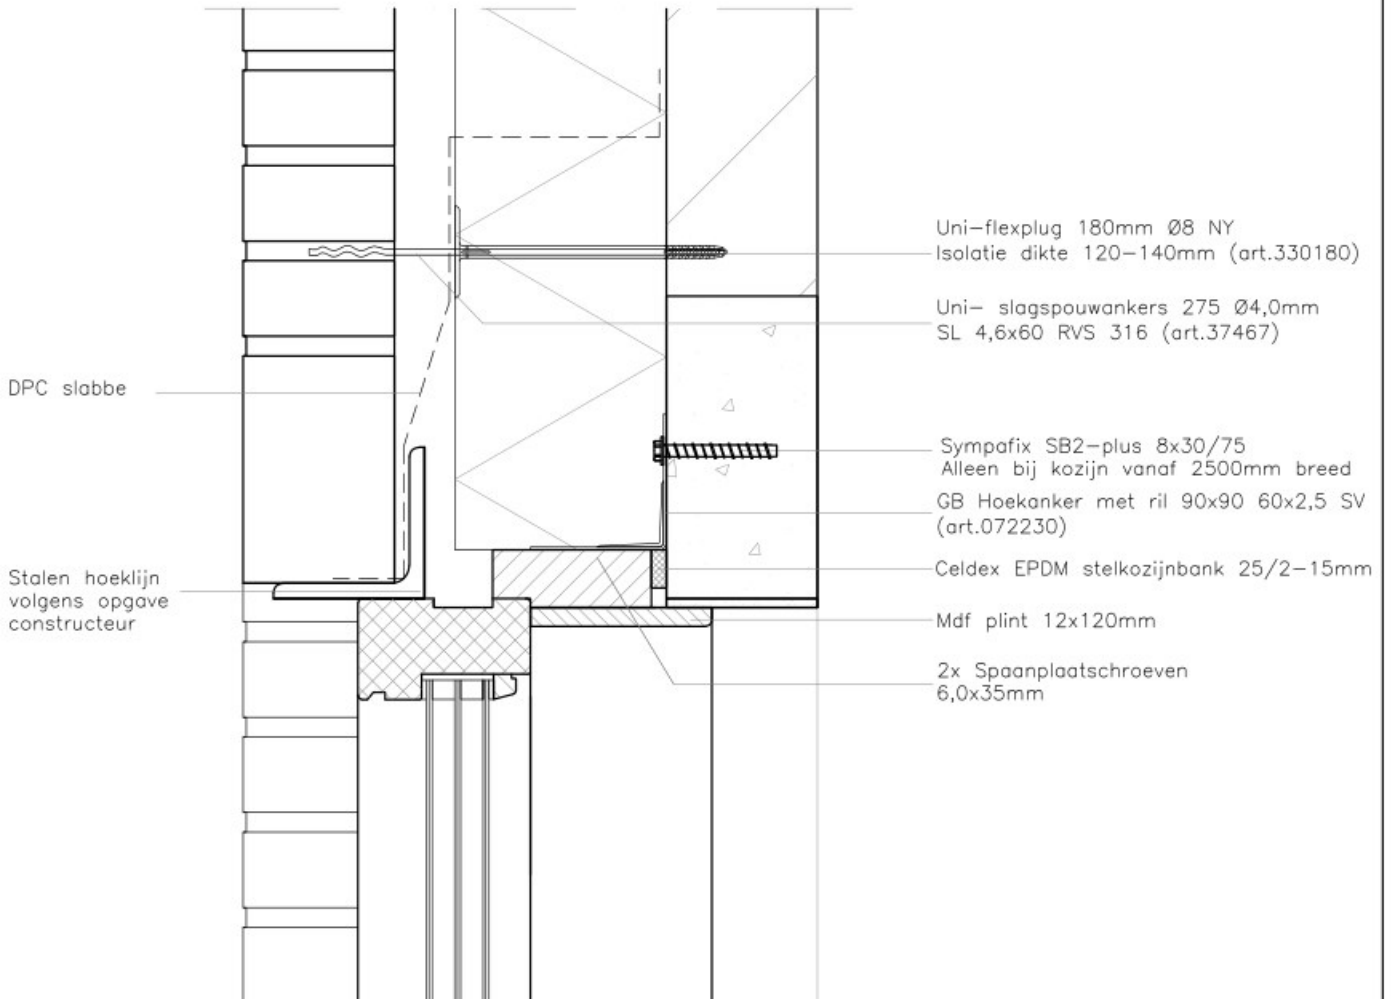 Uni-flexplug 180mm Ø8 NY
Isolatie dikte 120-140mm (art.330180)
Uni- slagspouwankers 275 Ø4,0mm
SL 4,6x60 RVS 316 (art.37467)
DPC slabbe
Sympafix SB2-plus 8x30/75
Alleen bij kozijn vanaf 2500mm breed
GB Hoekanker met ril 90x90 60x2,5 SV
(art.072230)
Stalen hoeklijn
volgens opgave
constructeur
Celdex EPDM stelkozijnbank 25/2-15mm
Mdf plint 12x120mm
2x Spaanplaatschroeven
6,0x35mm